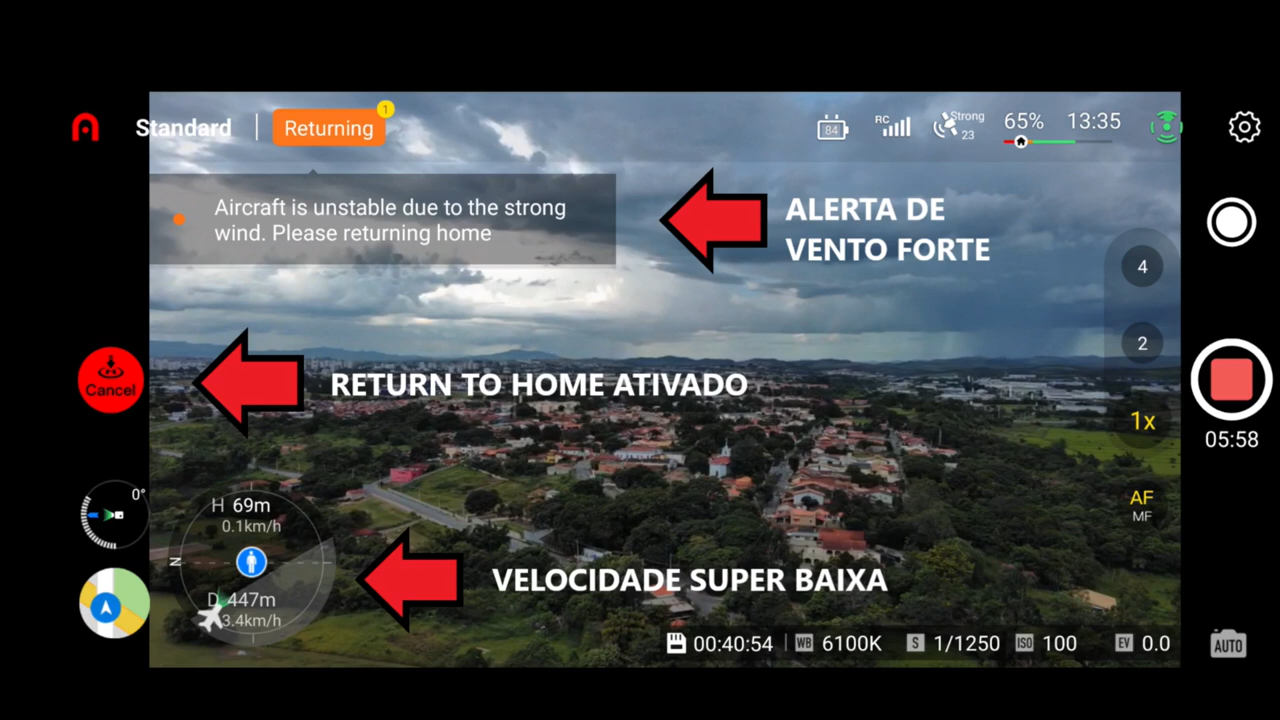 Standard
Returning
1
84
RC
Strong
23
65%
13:35
Aircraft is unstable due to the strong
wind. Please returning home
ALERTA DE
VENTO FORTE
4
2
1x
Cancel
RETURN TO HOME ATIVADO
05:58
0°
H 69m
0.1km/h
N
AF
MF
D 447m
3.4km/h
VELOCIDADE SUPER BAIXA
00:40:54
WB 6100K
S 1/1250
ISO 100
EV 0.0
AUTO